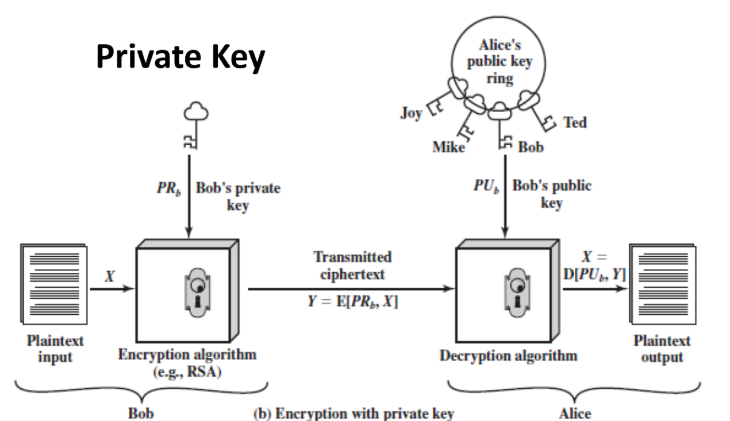 Private Key
Alice's
public key
ring
Joy
Ted
Mike
Bob
PRb
Bob's private
key
PUb
Bob's public
key
X
Transmitted
ciphertext
Y = E[PRb, X]
X =
D[PUb, Y]
Plaintext
input
Encryption algorithm
(e.g., RSA)
Decryption algorithm
Plaintext
output
Bob
(b) Encryption with private key
Alice